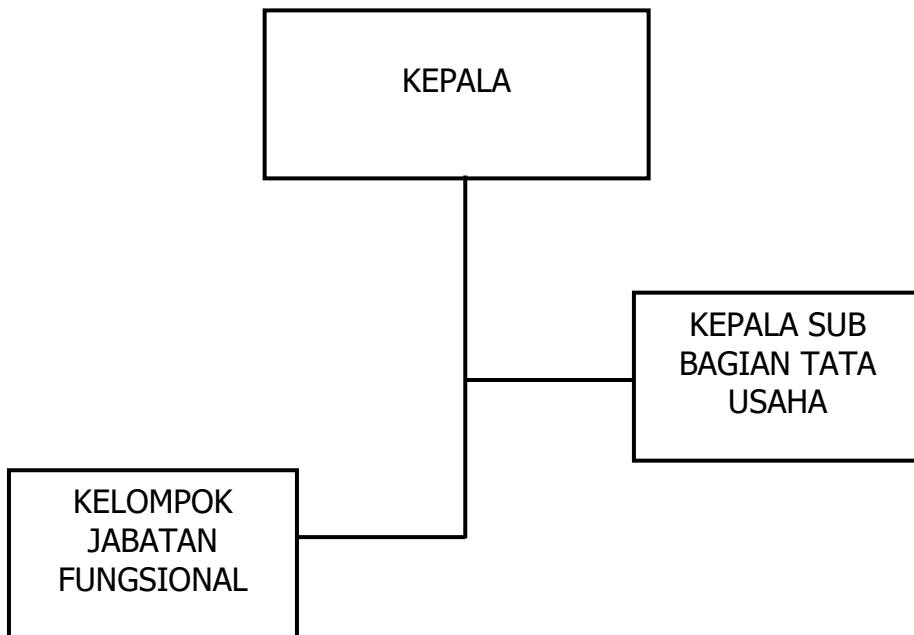 KEPALA
KEPALA SUB
BAGIAN TATA
USAHA
KELOMPOK
JABATAN
FUNGSIONAL